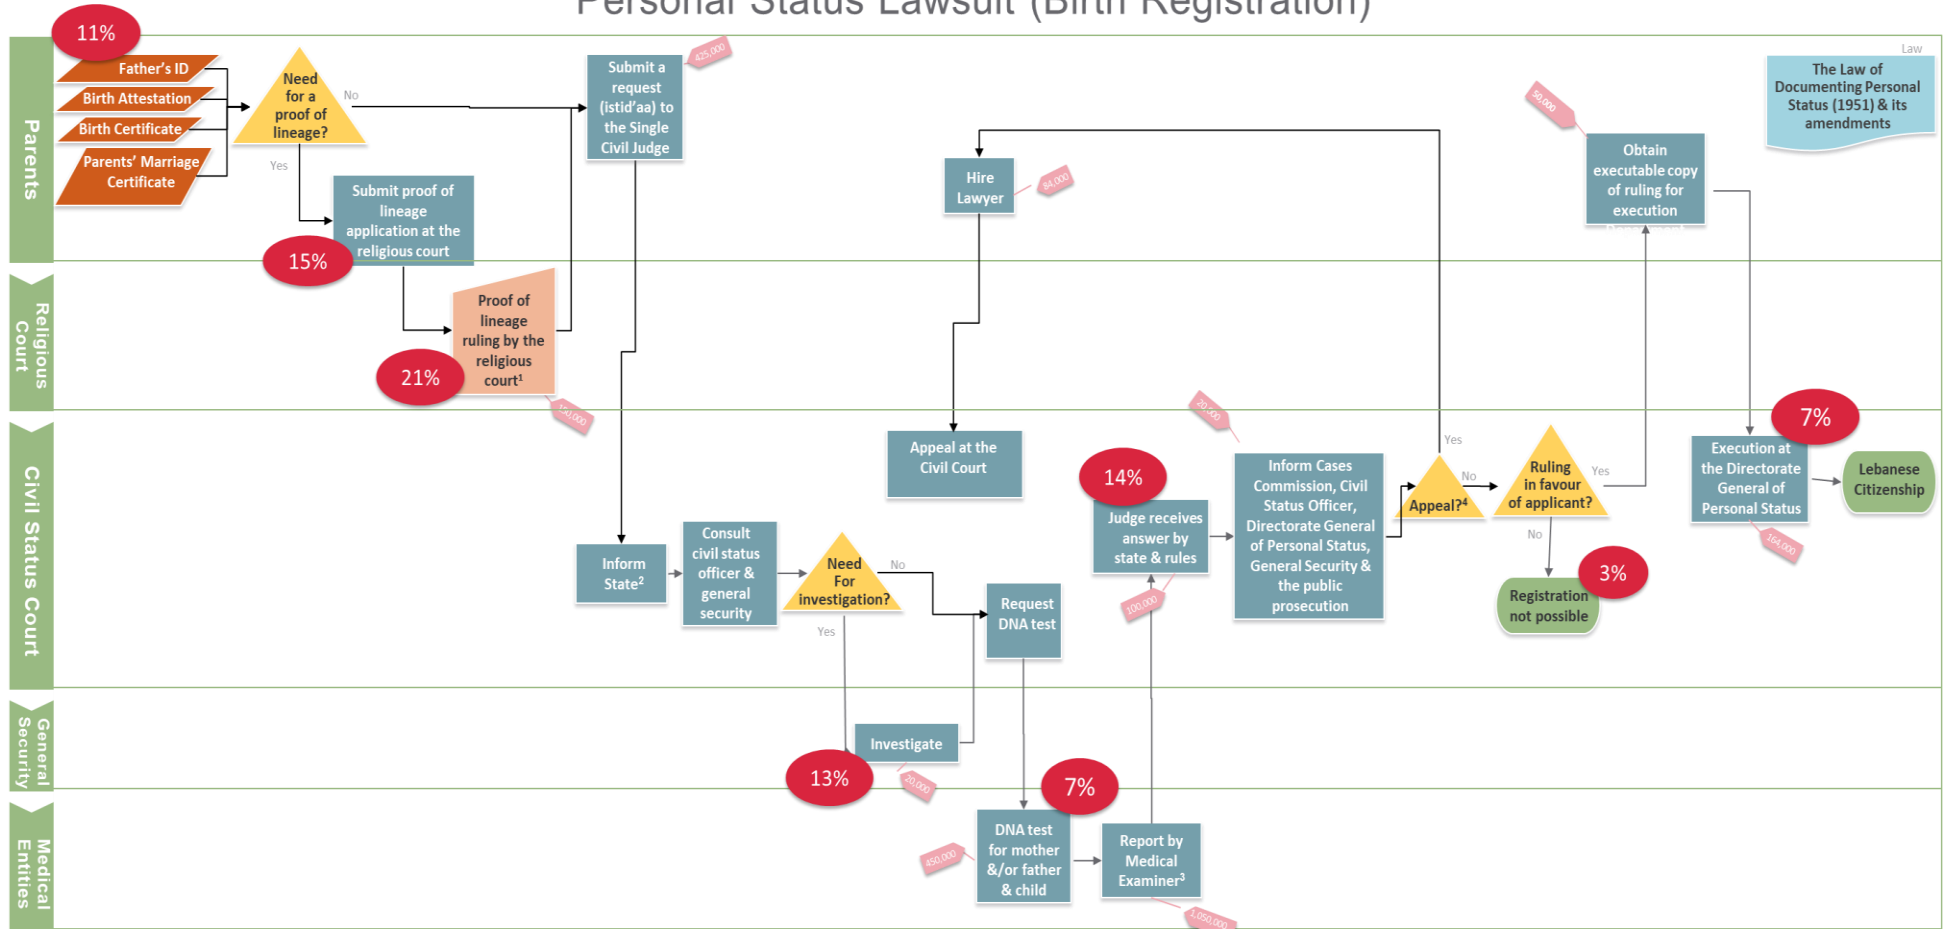 Personal Status Lawsuit (Birth Registration)
Parents
11%
Father's ID
Birth Attestation
Birth Certificate
Parents' Marriage
Certificate
Need
for a
proof of
lineage?
No
Yes
Submit proof of
lineage
application at the
religious court
15%
Submit a
request
(istid'aa) to
the Single
Civil Judge
425,000
Hire
Lawyer
84,000
50,000
Obtain
executable copy
of ruling for
execution
Law
The Law of
Documenting Personal
Status (1951) & its
amendments
Religious
Court
Proof of
lineage
ruling by the
religious
court¹
21%
150,000
Civil Status Court
Inform
State²
Consult
civil status
officer &
general
security
Need
For
investigation?
No
Yes
Appeal at the
Civil Court
Request
DNA test
14%
Judge receives
answer by
state & rules
100,000
20,000
Inform Cases
Commission, Civil
Status Officer,
Directorate General
of Personal Status,
General Security &
the public
prosecution
Appeal?⁴
Yes
No
Ruling
in favour
of applicant?
Yes
No
3%
Registration
not possible
7%
Execution at
the Directorate
General of
Personal Status
164,000
Lebanese
Citizenship
General
Security
Investigate
13%
20,000
Medical
Entities
7%
DNA test
for mother
&/or father
& child
450,000
Report by
Medical
Examiner³
1,050,000